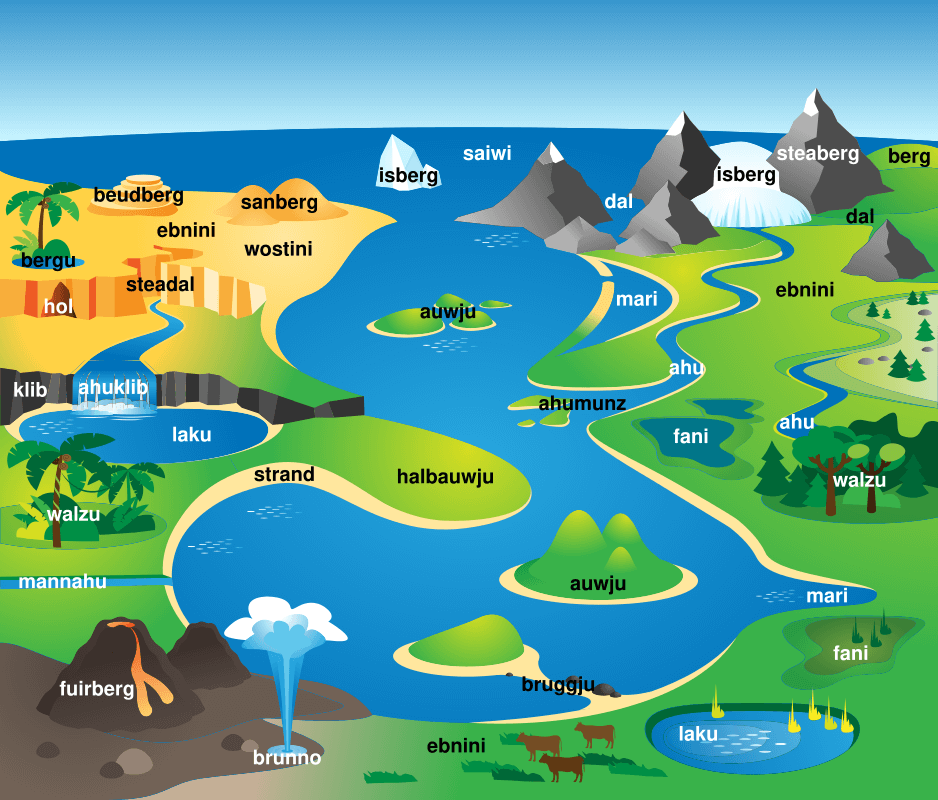 saiwi
steaberg
berg
isberg
isberg
beudberg
sanberg
dal
dal
ebnini
wostini
bergu
steadal
ebnini
hol
mari
auwju
ahu
klib
ahuklib
ahumunz
laku
ahu
fani
strand
halbauwju
walzu
walzu
mannahu
auwju
mari
fani
fuirberg
bruggju
laku
ebnini
brunno